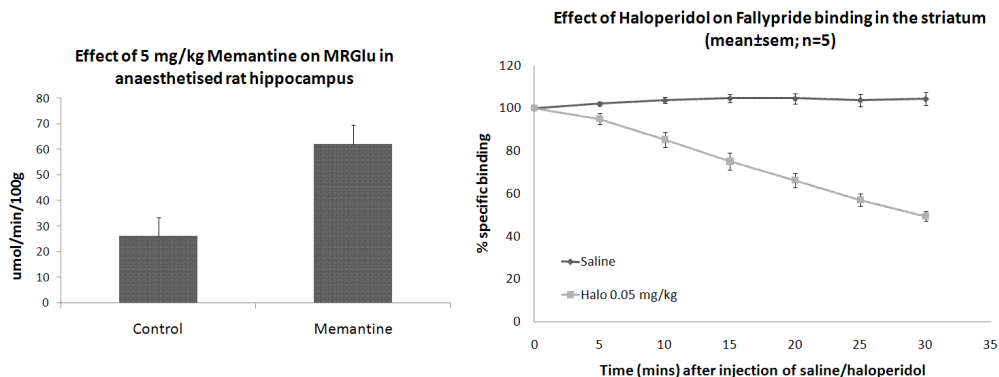 Effect of 5 mg/kg Memantine on MRGlu in
anaesthetised rat hippocampus
umol/min/100g
80
70
60
50
40
30
20
10
0
Control Memantine
Effect of Haloperidol on Fallypride binding in the striatum
(mean±sem; n=5)
% specific binding
120
100
80
60
40
20
0
Saline
Halo 0.05 mg/kg
0 5 10 15 20 25 30 35
Time (mins) after injection of saline/haloperidol